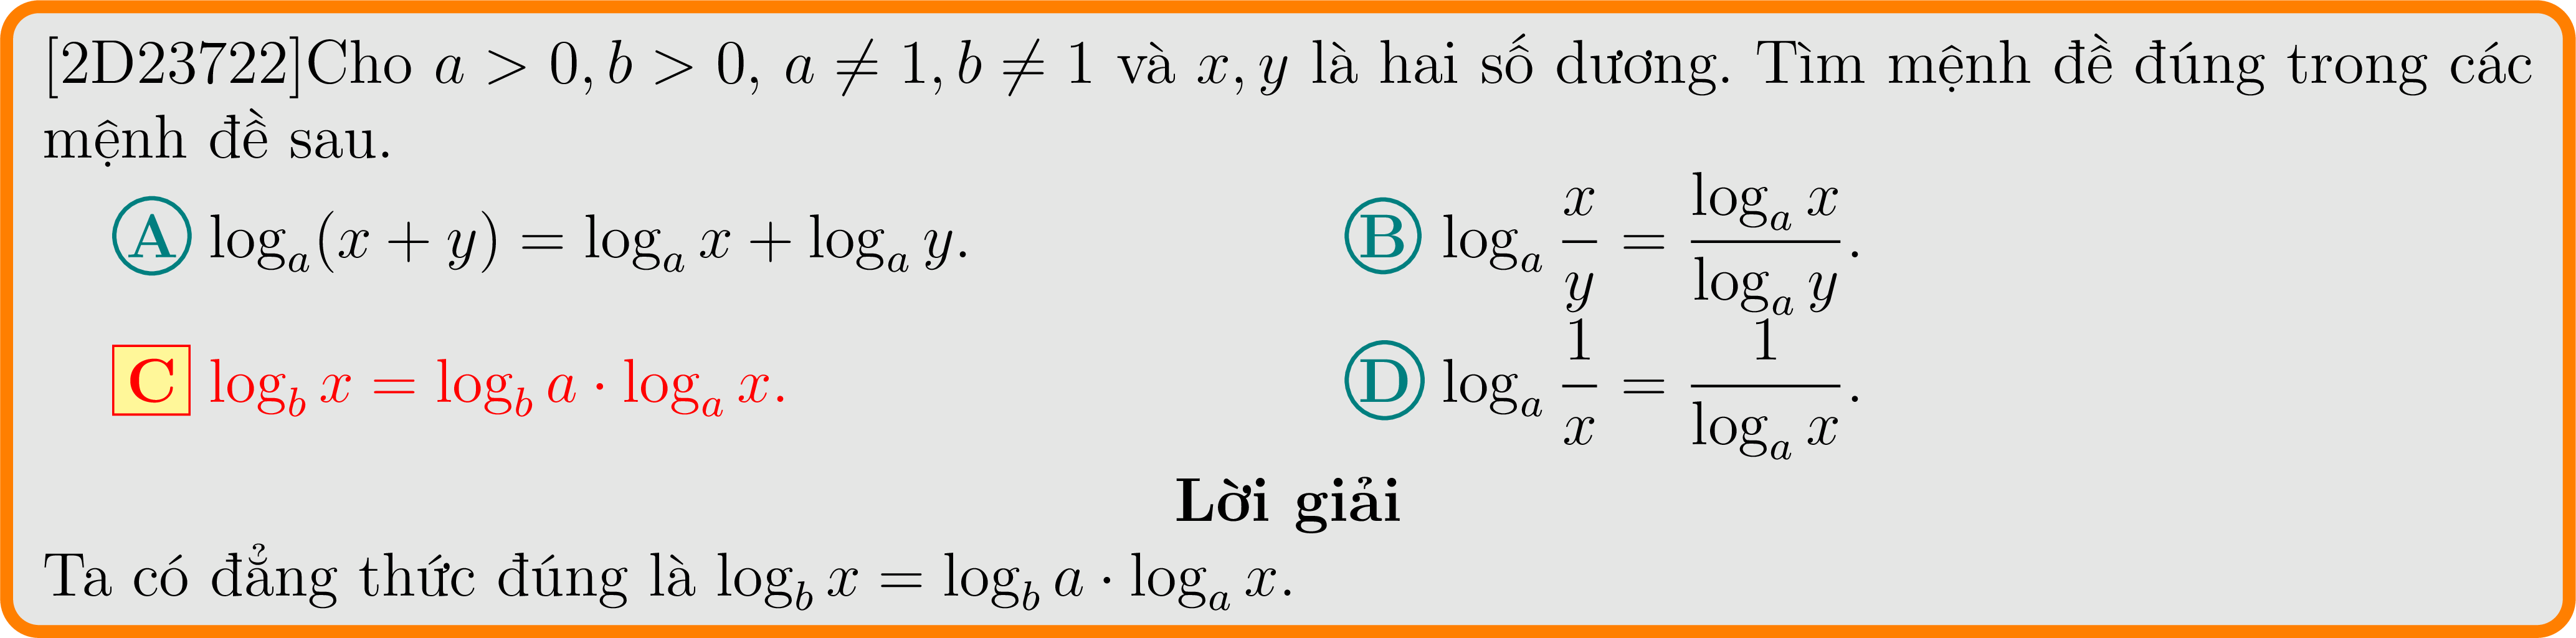 [2D23722]Cho $a > 0, b > 0$, $a \neq 1, b \neq 1$ và $x, y$ là hai số dương. Tìm mệnh đề đúng trong các
mệnh đề sau.
A $\log_a(x + y) = \log_a x + \log_a y$. B $\log_a \frac{x}{y} = \frac{\log_a x}{\log_a y}$.
C $\log_b x = \log_b a \cdot \log_a x$. D $\log_a \frac{1}{x} = \frac{1}{\log_a x}$.
Lời giải
Ta có đẳng thức đúng là $\log_b x = \log_b a \cdot \log_a x$.